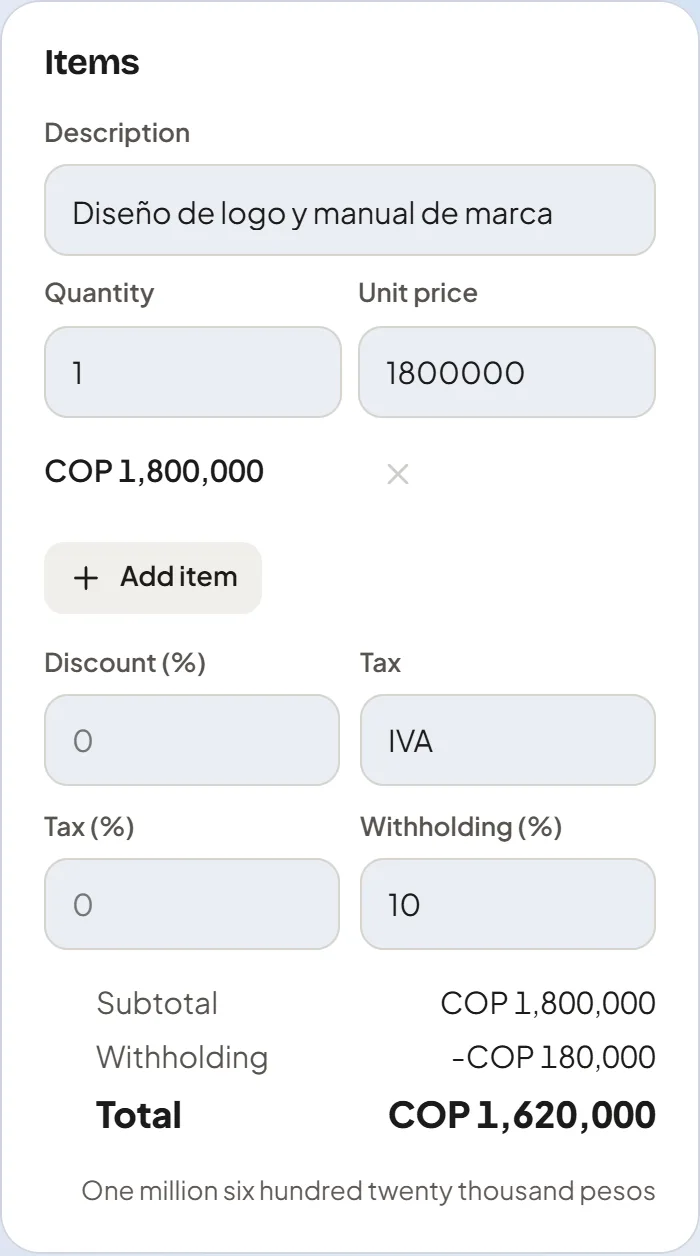 Items
Description
Diseño de logo y manual de marca
Quantity Unit price
1 1800000
COP 1,800,000 ×
+ Add item
Discount (%) Tax
0 IVA
Tax (%) Withholding (%)
0 10
Subtotal COP 1,800,000
Withholding -COP 180,000
Total COP 1,620,000
One million six hundred twenty thousand pesos